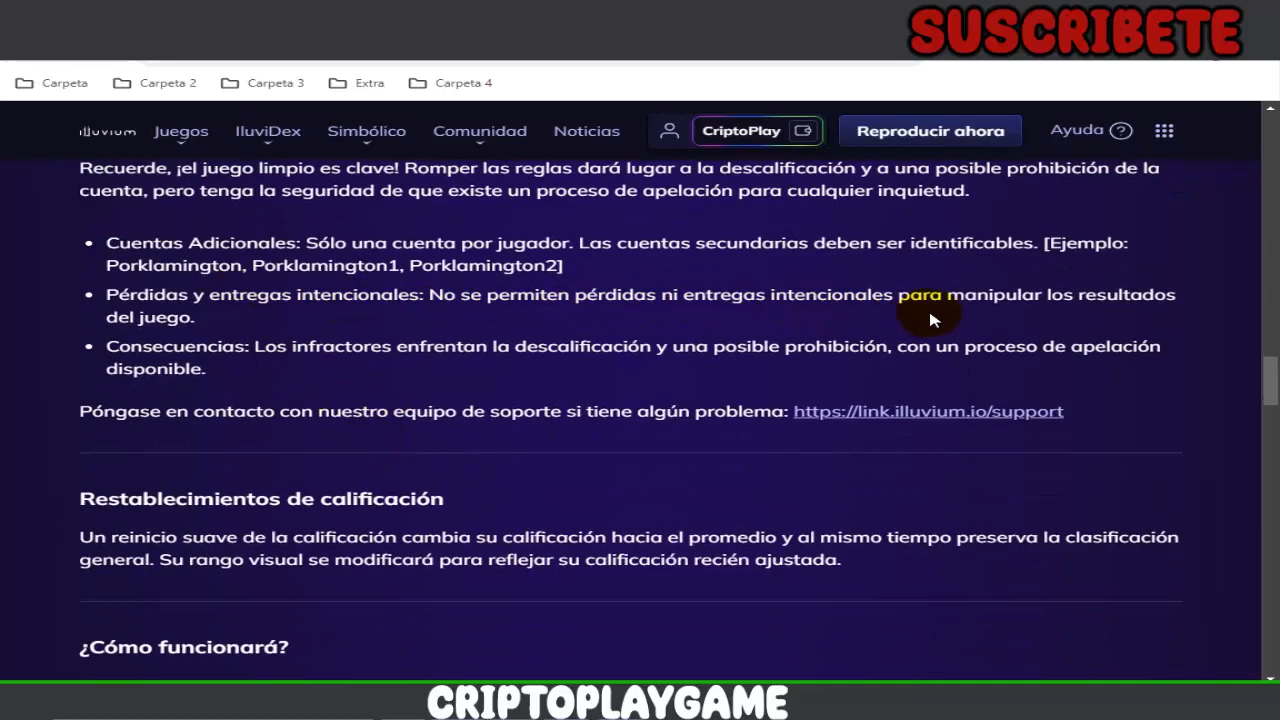 SUSCRIBETE
Carpeta Carpeta 2 Carpeta 3 Extra Carpeta 4
ILLUVIUM Juegos IluviDex Simbólico Comunidad Noticias CriptoPlay Reproducir ahora Ayuda ?
Recuerde, ¡el juego limpio es clave! Romper las reglas dará lugar a la descalificación y a una posible prohibición de la
cuenta, pero tenga la seguridad de que existe un proceso de apelación para cualquier inquietud.
• Cuentas Adicionales: Sólo una cuenta por jugador. Las cuentas secundarias deben ser identificables. [Ejemplo:
Porklamington, Porklamington1, Porklamington2]
• Pérdidas y entregas intencionales: No se permiten pérdidas ni entregas intencionales para manipular los resultados
del juego.
• Consecuencias: Los infractores enfrentan la descalificación y una posible prohibición, con un proceso de apelación
disponible.
Póngase en contacto con nuestro equipo de soporte si tiene algún problema: https://link.illuvium.io/support
Restablecimientos de calificación
Un reinicio suave de la calificación cambia su calificación hacia el promedio y al mismo tiempo preserva la clasificación
general. Su rango visual se modificará para reflejar su calificación recién ajustada.
¿Cómo funcionará?
CRIPTOPLAYGAME